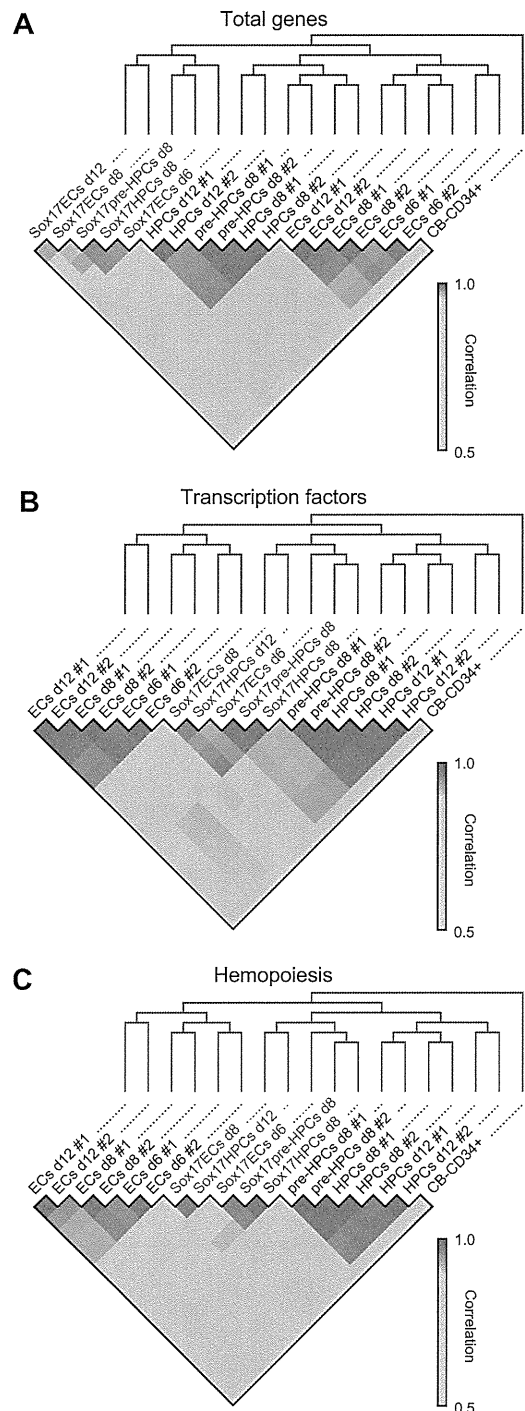 A
Total genes
Sox17ECs d12
Sox17ECs d8
Sox17pre-HPCs d8
Sox17HPCs d8
Sox17ECs d6
HPCs d12 #1
HPCs d12 #2
pre-HPCs d8 #1
pre-HPCs d8 #2
HPCs d8 #1
HPCs d8 #2
ECs d12 #1
ECs d12 #2
ECs d8 #1
ECs d8 #2
ECs d6 #1
ECs d6 #2
CB-CD34+
1.0
Correlation
0.5
B
Transcription factors
ECs d12 #1
ECs d12 #2
ECs d8 #1
ECs d8 #2
ECs d6 #1
ECs d6 #2
Sox17ECs d8
Sox17HPCs d12
Sox17ECs d6
Sox17pre-HPCs d8
Sox17HPCs d8
pre-HPCs d8 #1
pre-HPCs d8 #2
HPCs d8 #1
HPCs d8 #2
HPCs d12 #1
HPCs d12 #2
CB-CD34+
1.0
Correlation
0.5
C
Hemopoiesis
ECs d12 #1
ECs d12 #2
ECs d8 #1
ECs d8 #2
ECs d6 #1
ECs d6 #2
Sox17ECs d8
Sox17HPCs d12
Sox17ECs d6
Sox17pre-HPCs d8
Sox17HPCs d8
pre-HPCs d8 #1
pre-HPCs d8 #2
HPCs d8 #1
HPCs d8 #2
HPCs d12 #1
HPCs d12 #2
CB-CD34+
1.0
Correlation
0.5